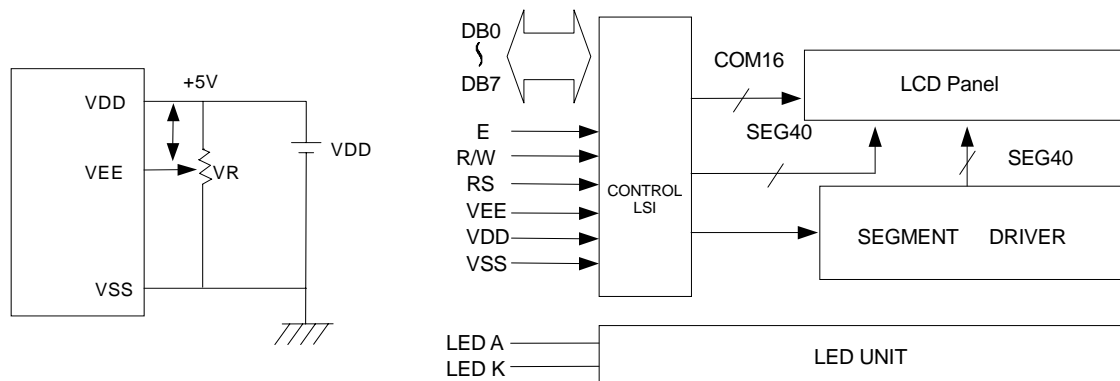 +5V
VDD
VDD
VEE
VR
VSS
DB0
DB7
E
R/W
RS
VEE
VDD
VSS
CONTROL
LSI
COM16
SEG40
LCD Panel
SEG40
SEGMENT DRIVER
LED A
LED K
LED UNIT